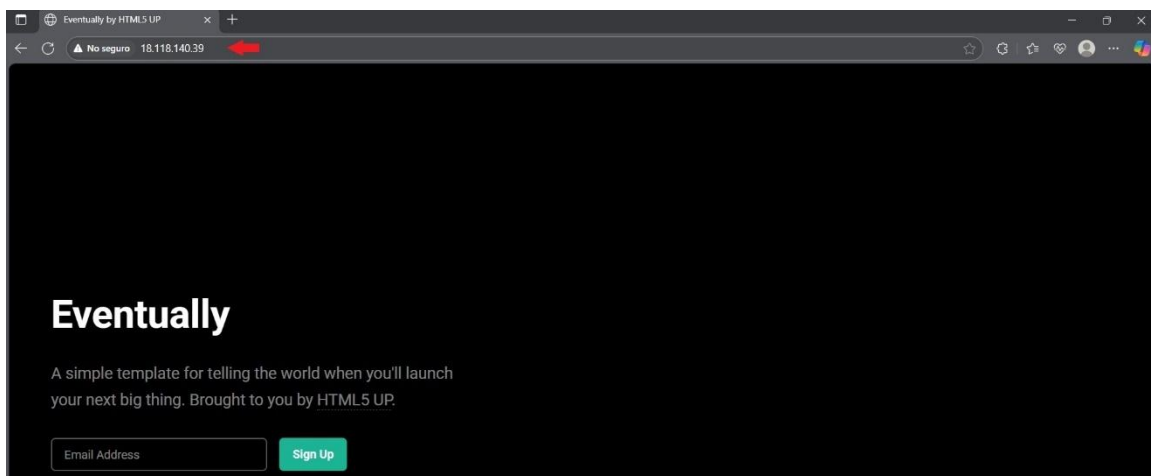 Eventually by HTML5 UP
No seguro 18.118.140.39
Eventually
A simple template for telling the world when you'll launch
your next big thing. Brought to you by HTML5 UP.
Email Address
Sign Up